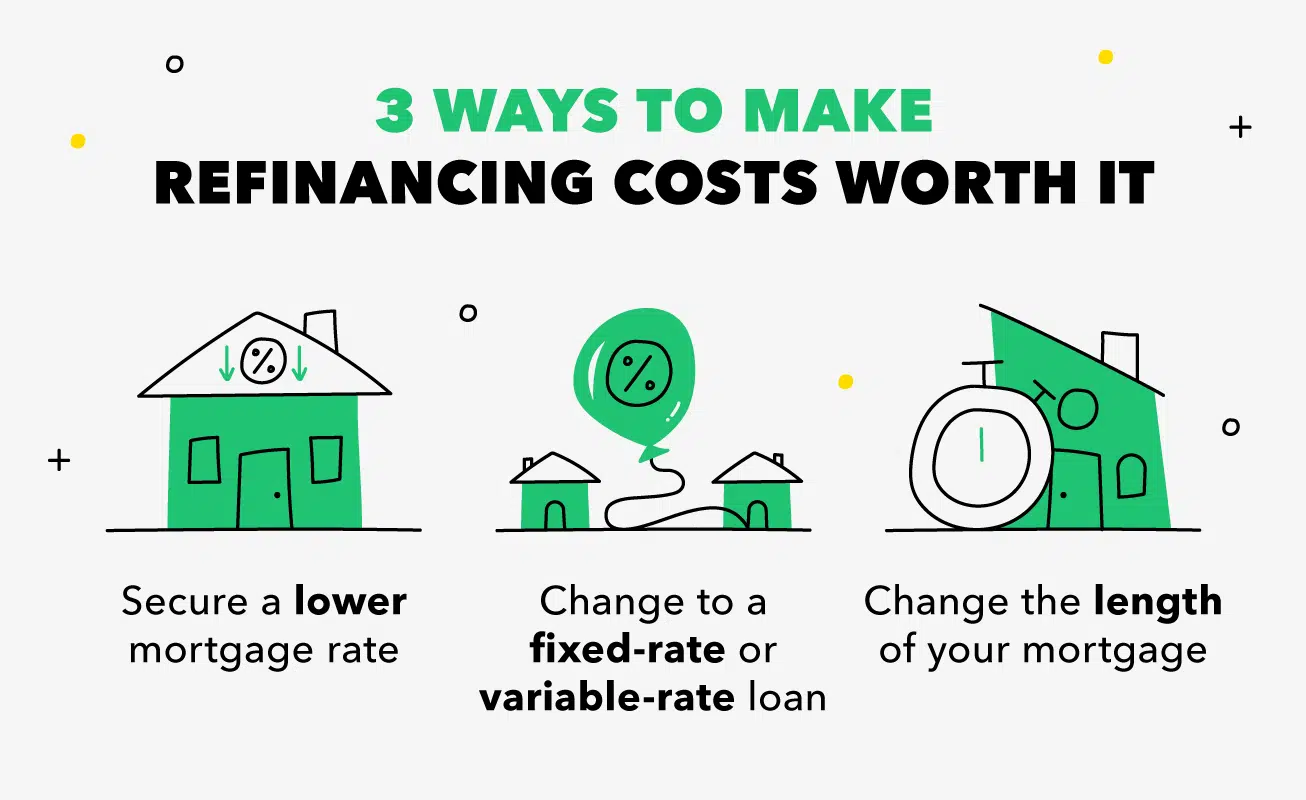 3 WAYS TO MAKE
REFINANCING COSTS WORTH IT
%
%
Secure a lower
mortgage rate
Change to a
fixed-rate or
variable-rate loan
Change the length
of your mortgage